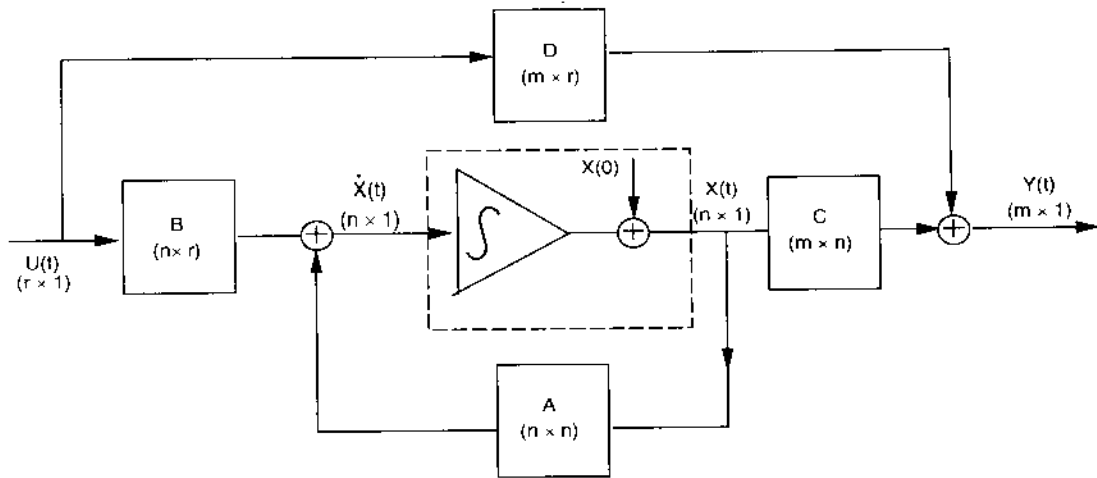 D
(m × r)
X(0)
Ẋ(t)
(n × 1)
X(t)
(n × 1)
Y(t)
(m × 1)
B
(n× r)
∫
C
(m × n)
U(t)
(r × 1)
A
(n × n)